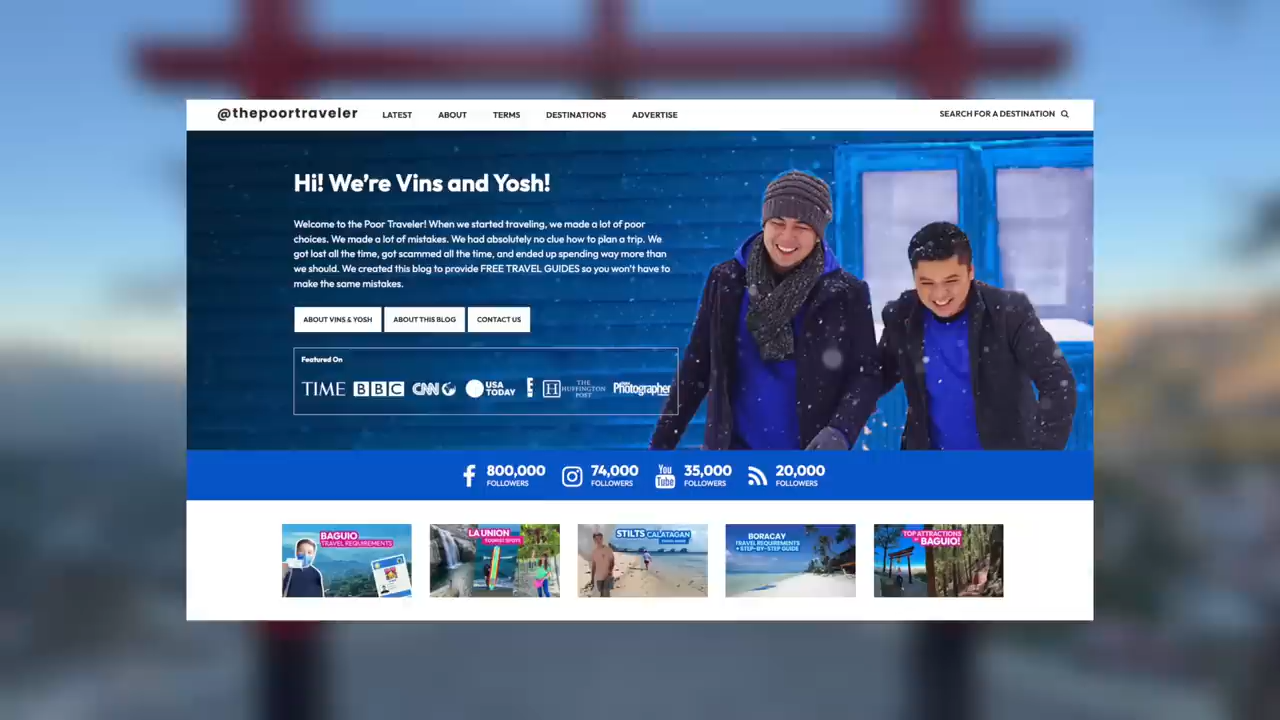 @thepoortraveler
LATEST
ABOUT
TERMS
DESTINATIONS
ADVERTISE
SEARCH FOR A DESTINATION
Hi! We're Vins and Yosh!
Welcome to the Poor Traveler! When we started traveling, we made a lot of poor
choices. We made a lot of mistakes. We had absolutely no clue how to plan a trip. We
got lost all the time, got scammed all the time, and ended up spending way more than
we should. We created this blog to provide FREE TRAVEL GUIDES so you won't have to
make the same mistakes.
ABOUT VINS & YOSH
ABOUT THIS BLOG
CONTACT US
Featured On
TIME
BBC
CNN
USA
TODAY
E
H
THE
HUFFINGTON
POST
Photographer
800,000
FOLLOWERS
74,000
FOLLOWERS
You
Tube
35,000
FOLLOWERS
20,000
FOLLOWERS
BAGUIO
TRAVEL REQUIREMENTS
LA UNION
TOURIST SPOTS
STILTS CALATAGAN
TRAVEL GUIDE
BORACAY
TRAVEL REQUIREMENTS
+ STEP-BY-STEP GUIDE
TOP ATTRACTIONS
BAGUIO!